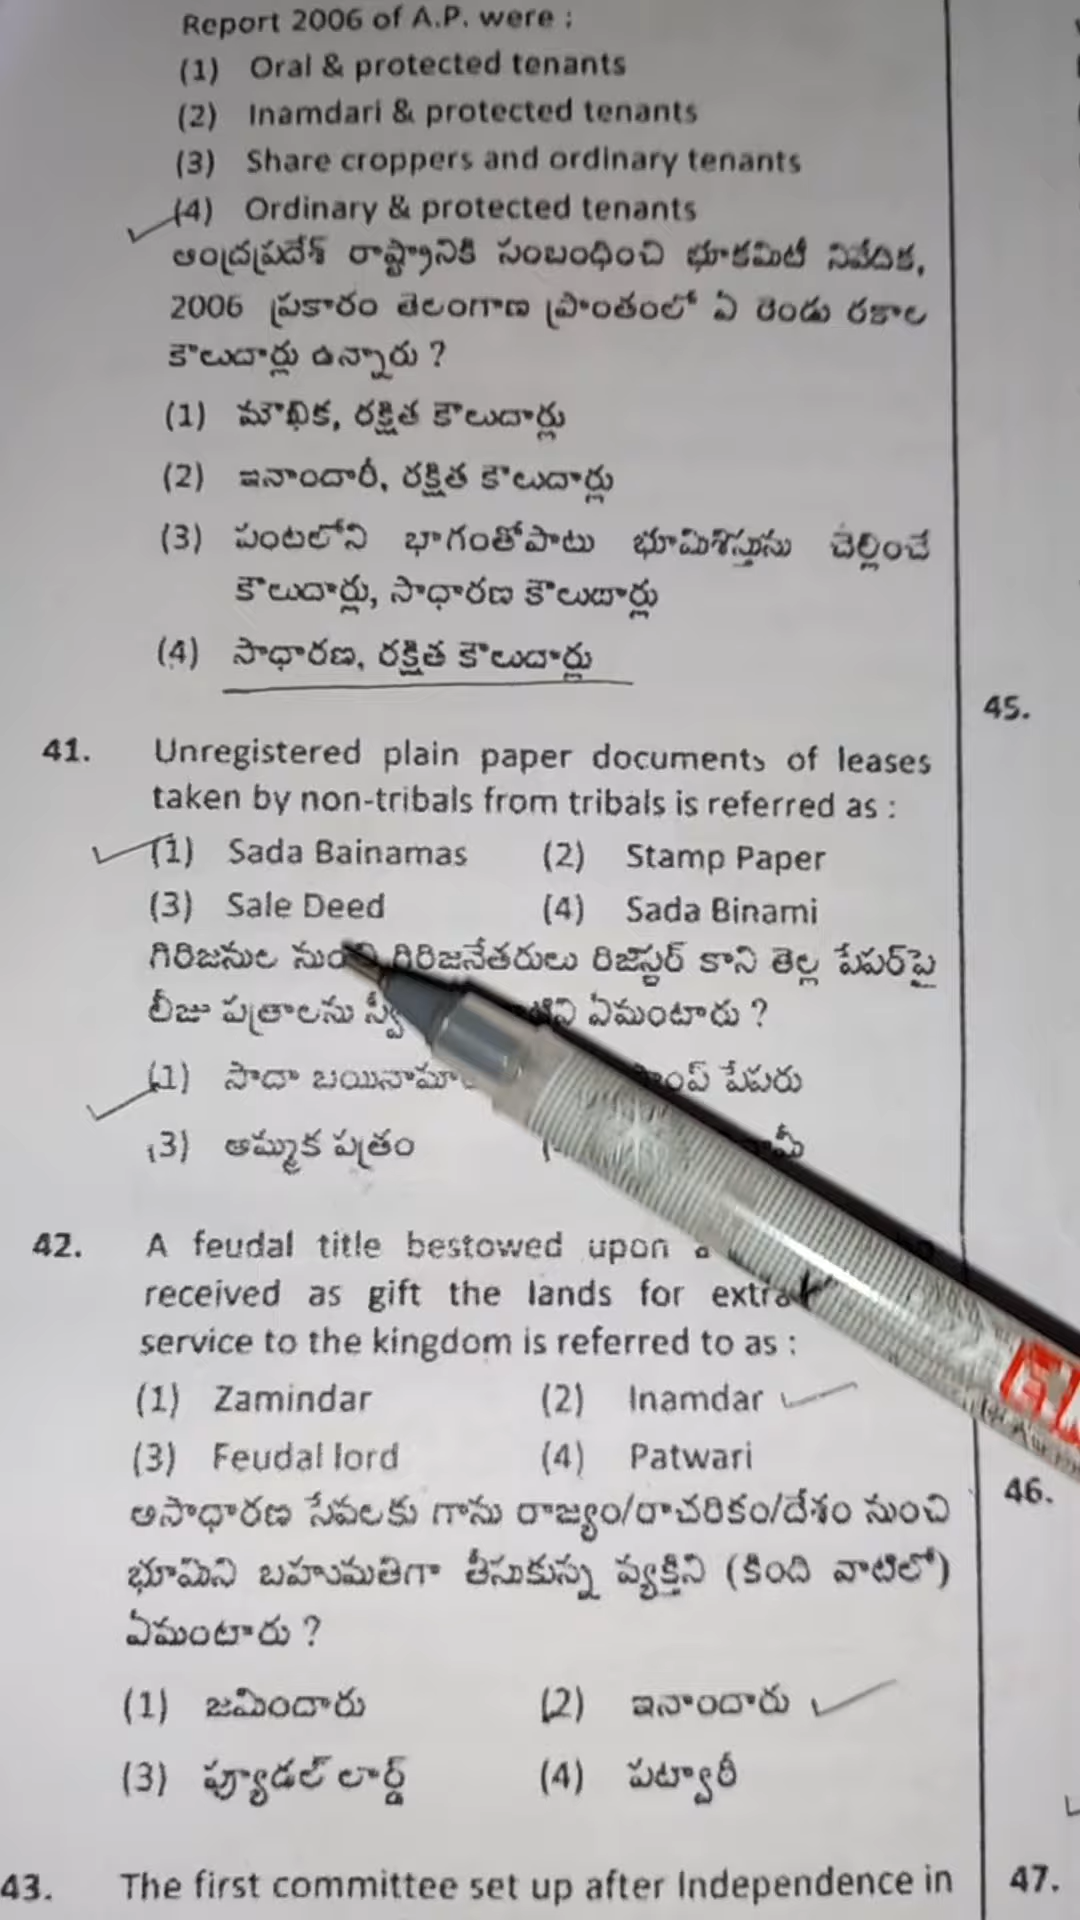 Report 2006 of A.P. were :
(1) Oral & protected tenants
(2) Inamdari & protected tenants
(3) Share croppers and ordinary tenants
(4) Ordinary & protected tenants
ఆంధ్రప్రదేశ్ రాష్ట్రానికి సంబంధించి భూకమిటీ నివేదిక,
2006 ప్రకారం తెలంగాణ ప్రాంతంలో ఏ రెండు రకాల
కౌలుదార్లు ఉన్నారు ?
(1) మౌఖిక, రక్షిత కౌలుదార్లు
(2) ఇనాందారీ, రక్షిత కౌలుదార్లు
(3) పంటలోని భాగంతోపాటు భూమిశిస్తును చెల్లించే
కౌలుదార్లు, సాధారణ కౌలుదార్లు
(4) సాధారణ, రక్షిత కౌలుదార్లు
41. Unregistered plain paper documents of leases
taken by non-tribals from tribals is referred as :
(1) Sada Bainamas (2) Stamp Paper
(3) Sale Deed (4) Sada Binami
గిరిజనుల గిరిజనేతరులు రిజిస్టర్ కాని తెల్ల పేపర్‌పై
లీజు పత్రాలను ఏమంటారు ?
(1) సాదా పేపరు
(3) అమ్మక పత్రం
42. A feudal title bestowed upon a
received as gift the lands for
service to the kingdom is referred to as :
(1) Zamindar (2) Inamdar
(3) Feudal lord (4) Patwari
అసాధారణ సేవలకు గాను రాజ్యం/రాచరికం/దేశం నుంచి
భూమిని బహుమతిగా తీసుకున్న వ్యక్తిని (కింది వాటిలో)
ఏమంటారు ?
(1) జమిందారు (2) ఇనాందారు
(3) ఫ్యూడల్ లార్డ్ (4) పట్వారీ
43. The first committee set up after Independence in
45.
46.
47.